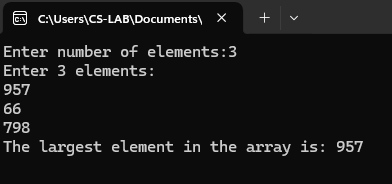 C:\Users\CS-LAB\Documents\
Enter number of elements:3
Enter 3 elements:
957
66
798
The largest element in the array is: 957